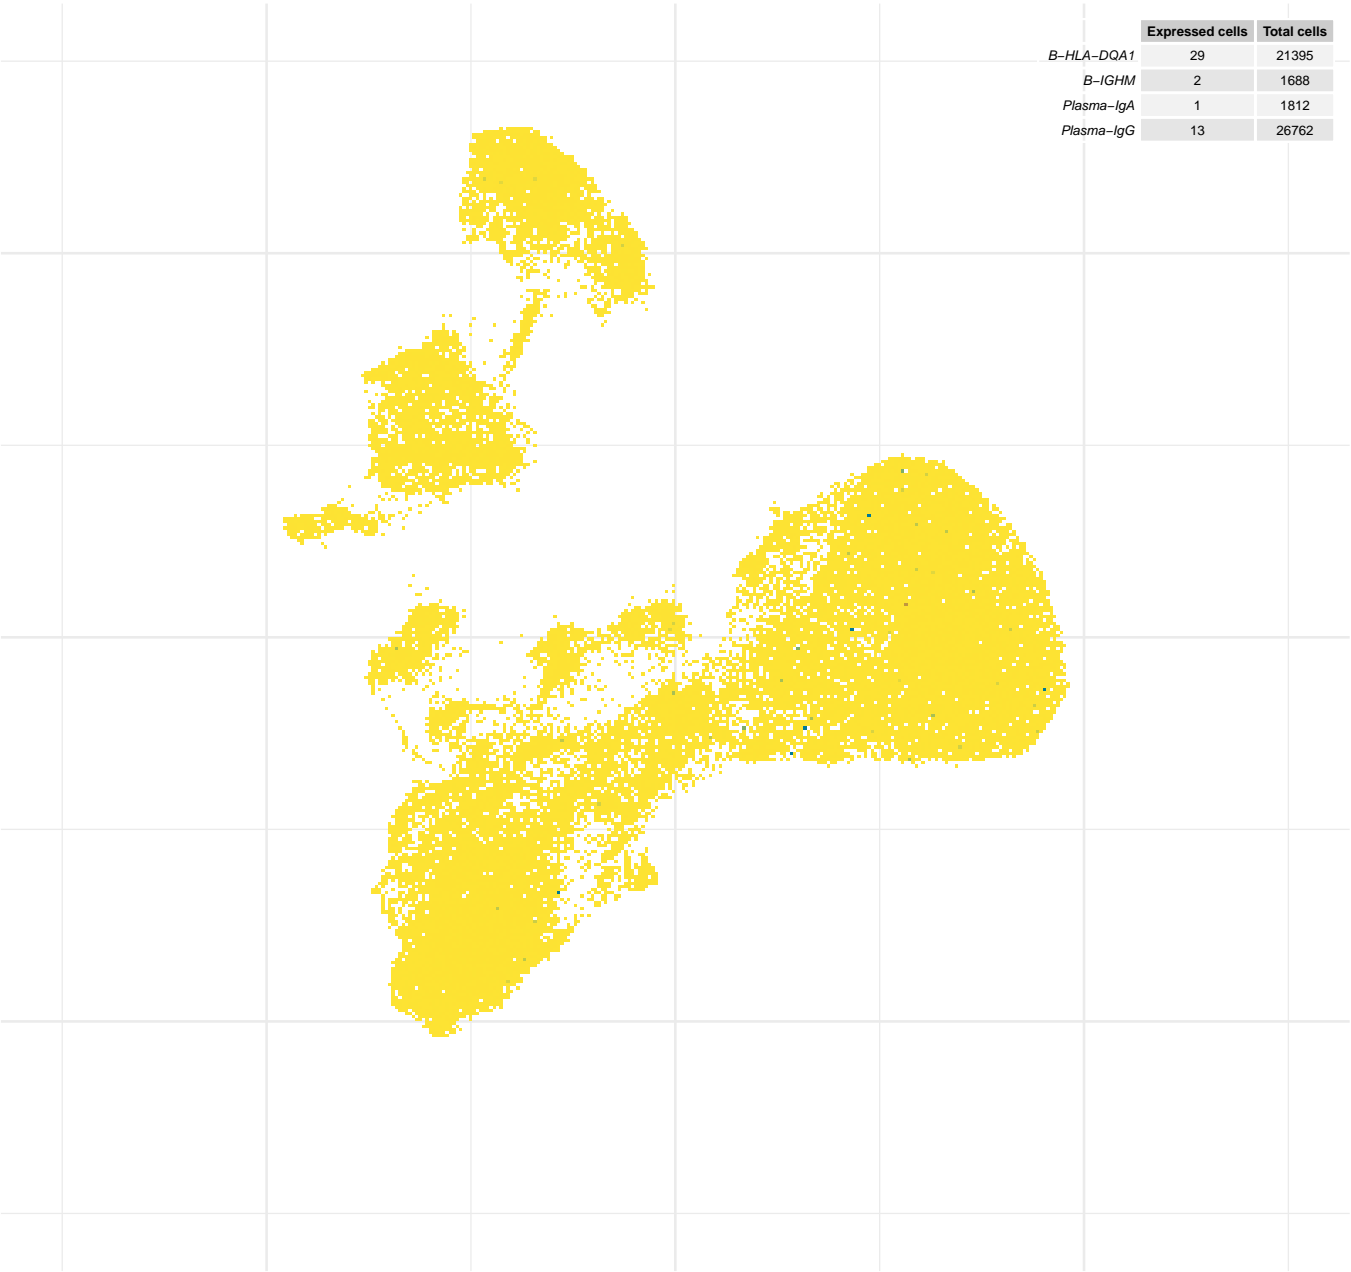 Expressed cells Total cells
B−HLA−DQA1 29 21395
B−IGHM 2 1688
Plasma−IgA 1 1812
Plasma−IgG 13 26762